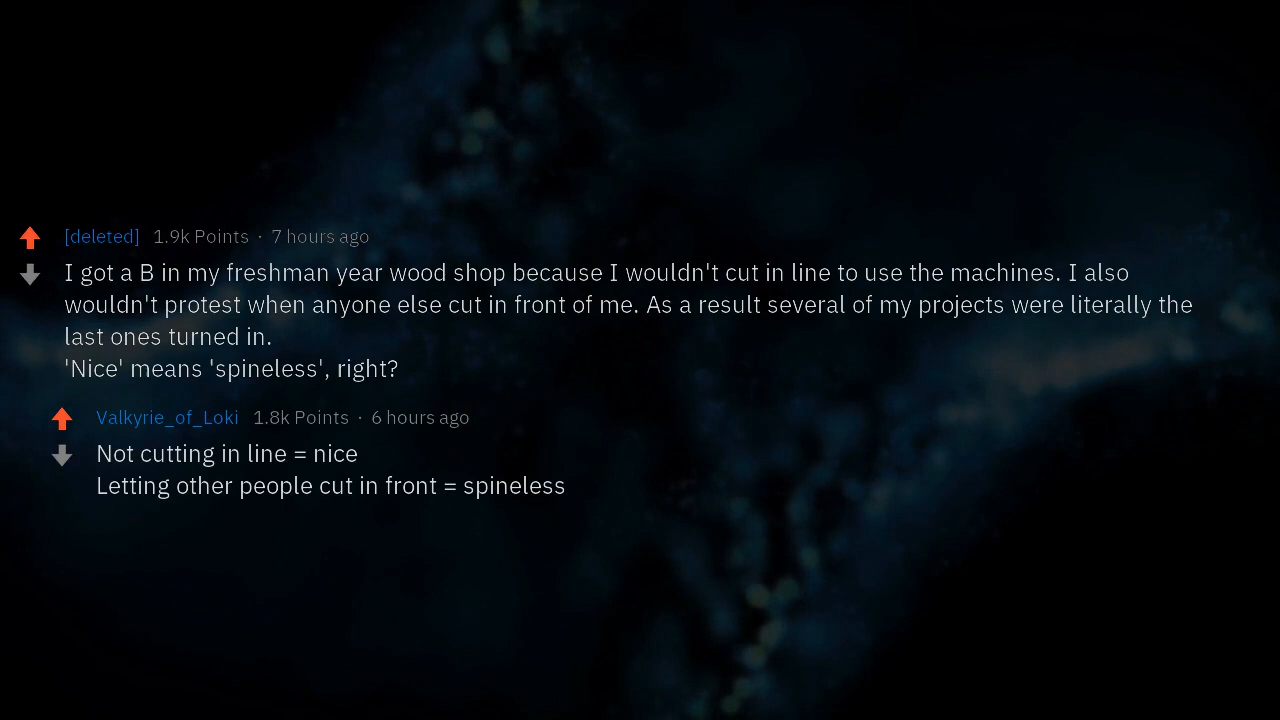 [deleted] 1.9k Points · 7 hours ago
I got a B in my freshman year wood shop because I wouldn't cut in line to use the machines. I also
wouldn't protest when anyone else cut in front of me. As a result several of my projects were literally the
last ones turned in.
'Nice' means 'spineless', right?
Valkyrie_of_Loki 1.8k Points · 6 hours ago
Not cutting in line = nice
Letting other people cut in front = spineless